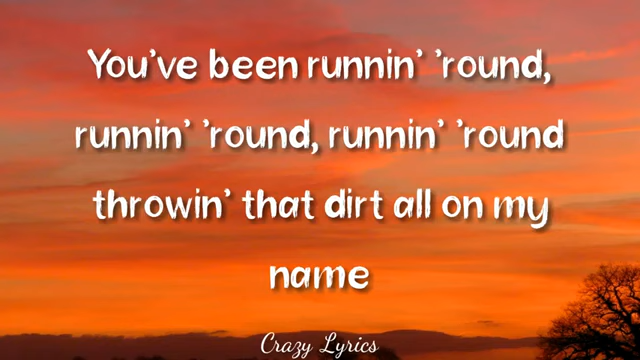 You've been runnin' 'round,
runnin' 'round, runnin' 'round
throwin' that dirt all on my
name
Crazy Lyrics